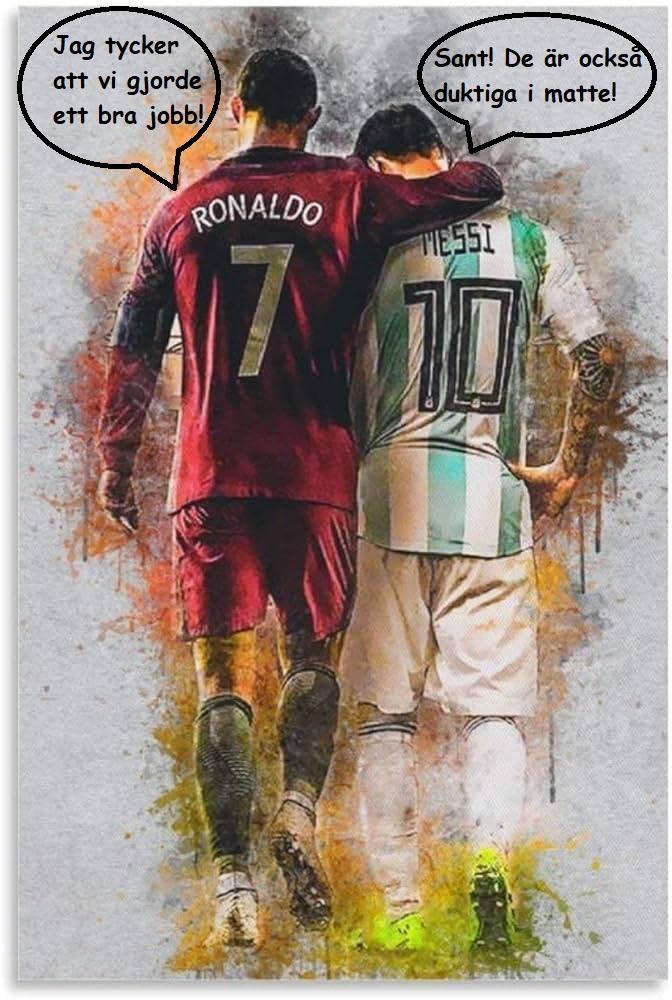 Jag tycker
att vi gjorde
ett bra jobb!
Sant! De är också
duktiga i matte!
RONALDO
7
MESSI
10